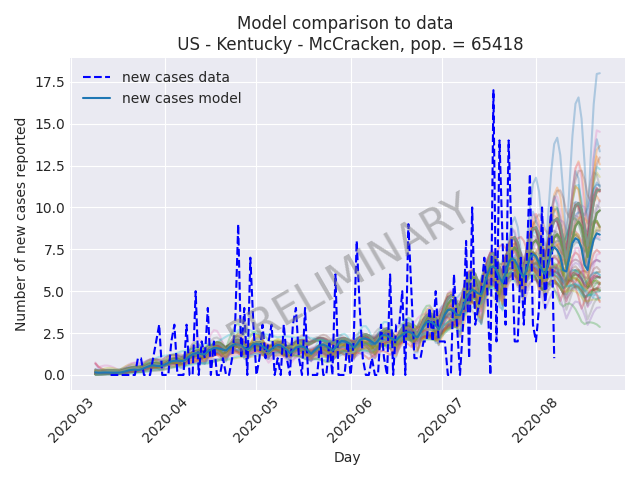 Model comparison to data
US - Kentucky - McCracken, pop. = 65418
new cases data
new cases model
PRELIMINARY
Number of new cases reported
17.5
15.0
12.5
10.0
7.5
5.0
2.5
0.0
2020-03
2020-04
2020-05
2020-06
2020-07
2020-08
Day